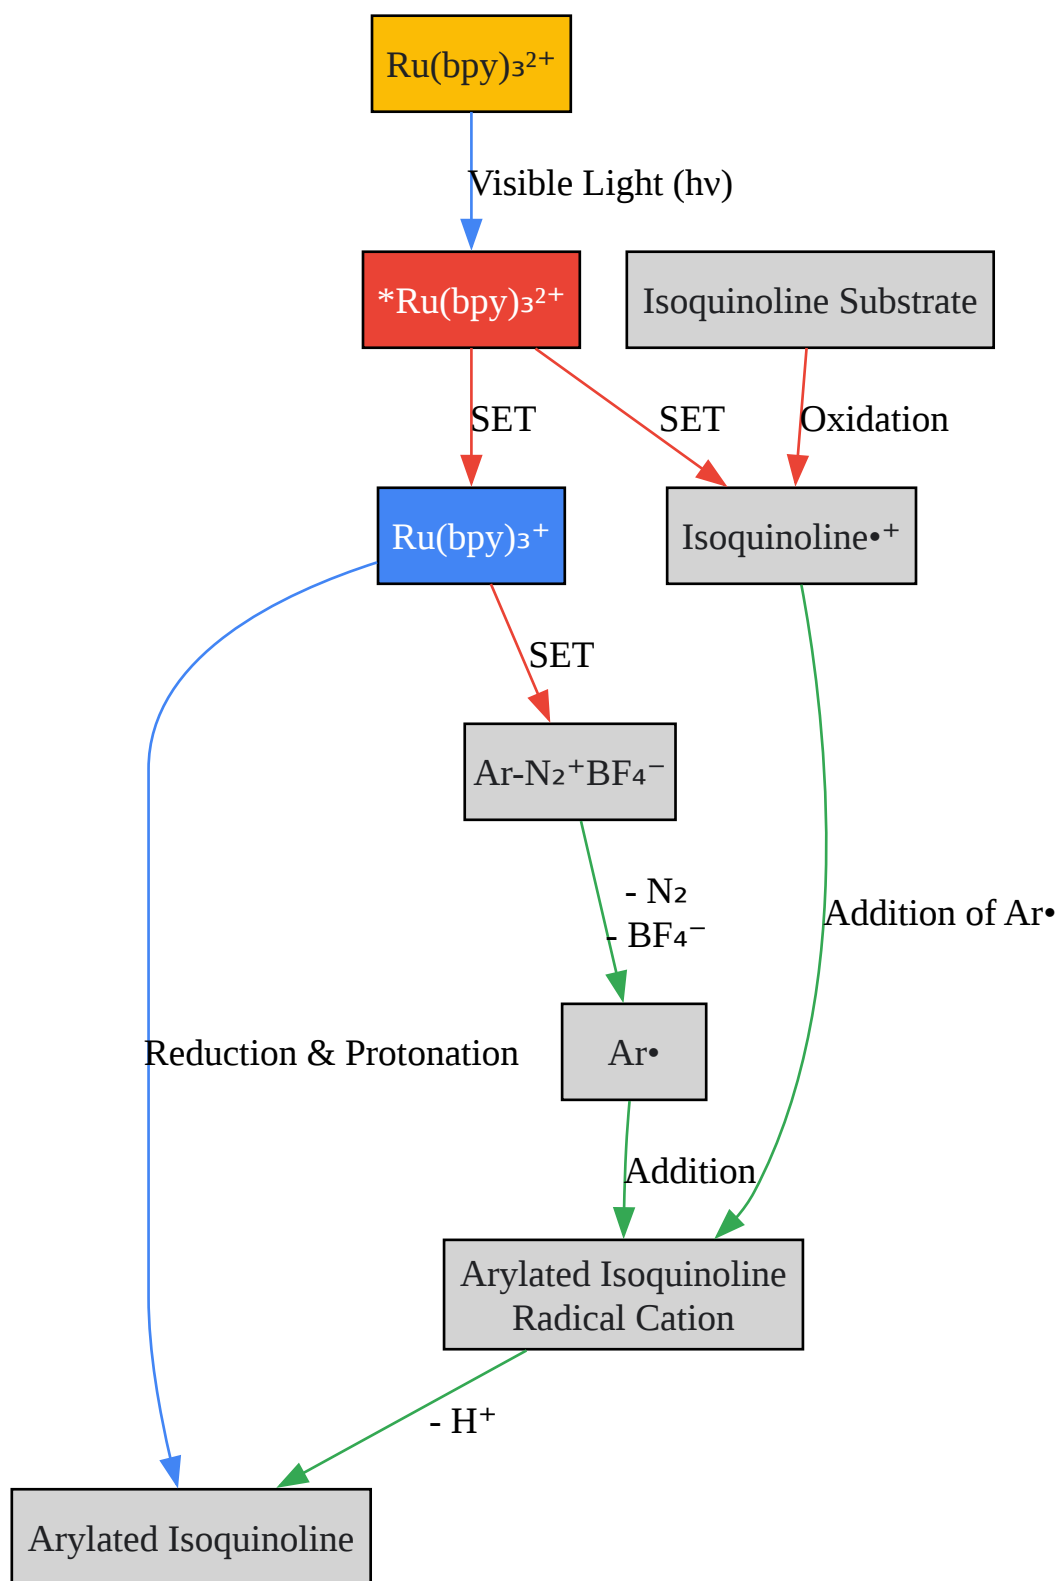 Ru(bpy)₃²⁺
Visible Light (hν)
*Ru(bpy)₃²⁺
Isoquinoline Substrate
SET
SET
Oxidation
Ru(bpy)₃⁺
Isoquinoline•⁺
SET
Ar-N₂⁺BF₄⁻
- N₂
- BF₄⁻
Addition of Ar•
Ar•
Reduction & Protonation
Addition
Arylated Isoquinoline
Radical Cation
- H⁺
Arylated Isoquinoline